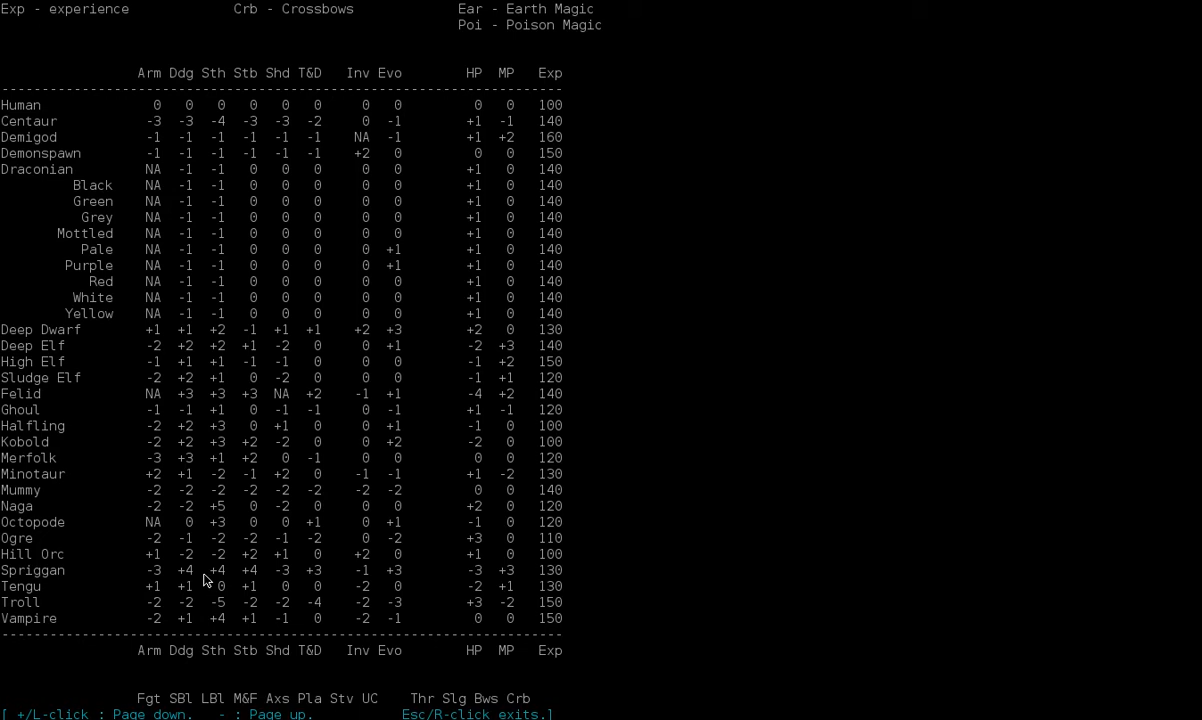 Exp - experience Crb - Crossbows Ear - Earth Magic
Poi - Poison Magic
Arm Ddg Sth Stb Shd T&D Inv Evo HP MP Exp
-----------------------------------------------------------------------
Human 0 0 0 0 0 0 0 0 0 0 100
Centaur -3 -3 -4 -3 -3 -2 0 -1 +1 -1 140
Demigod -1 -1 -1 -1 -1 -1 NA -1 +1 +2 160
Demonspawn -1 -1 -1 -1 -1 -1 +2 0 0 0 150
Draconian NA -1 -1 0 0 0 0 0 +1 0 140
Black NA -1 -1 0 0 0 0 0 +1 0 140
Green NA -1 -1 0 0 0 0 0 +1 0 140
Grey NA -1 -1 0 0 0 0 0 +1 0 140
Mottled NA -1 -1 0 0 0 0 0 +1 0 140
Pale NA -1 -1 0 0 0 0 +1 +1 0 140
Purple NA -1 -1 0 0 0 0 +1 +1 0 140
Red NA -1 -1 0 0 0 0 0 +1 0 140
White NA -1 -1 0 0 0 0 0 +1 0 140
Yellow NA -1 -1 0 0 0 0 0 +1 0 140
Deep Dwarf +1 +1 +2 -1 +1 +1 +2 +3 +2 0 130
Deep Elf -2 +2 +2 +1 -2 0 0 +1 -2 +3 140
High Elf -1 +1 +1 -1 -1 0 0 0 -1 +2 150
Sludge Elf -2 +2 +1 0 -2 0 0 0 -1 +1 120
Felid NA +3 +3 +3 NA +2 -1 +1 -4 +2 140
Ghoul -1 -1 +1 0 -1 -1 0 -1 +1 -1 120
Halfling -2 +2 +3 0 +1 0 0 +1 -1 0 100
Kobold -2 +2 +3 +2 -2 0 0 +2 -2 0 100
Merfolk -3 +3 +1 +2 0 -1 0 0 0 0 120
Minotaur +2 +1 -2 -1 +2 0 -1 -1 +1 -2 130
Mummy -2 -2 -2 -2 -2 -2 -2 -2 0 0 140
Naga -2 -2 +5 0 -2 0 0 0 +2 0 120
Octopode NA 0 +3 0 0 +1 0 +1 -1 0 120
Ogre -2 -1 -2 -2 -1 -2 0 -2 +3 0 110
Hill Orc +1 -2 -2 +2 +1 0 +2 0 +1 0 100
Spriggan -3 +4 +4 +4 -3 +3 -1 +3 -3 +3 130
Tengu +1 +1 0 +1 0 0 -2 0 -2 +1 130
Troll -2 -2 -5 -2 -2 -4 -2 -3 +3 -2 150
Vampire -2 +1 +4 +1 -1 0 -2 -1 0 0 150
-----------------------------------------------------------------------
Arm Ddg Sth Stb Shd T&D Inv Evo HP MP Exp
Fgt SBl LBl M&F Axs Pla Stv UC Thr Slg Bws Crb
[ +/L-click : Page down. - : Page up. Esc/R-click exits.]